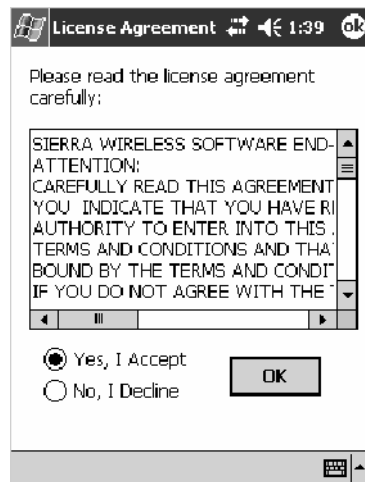 License Agreement 1:39 ok
Please read the license agreement
carefully:
SIERRA WIRELESS SOFTWARE END-
ATTENTION:
CAREFULLY READ THIS AGREEMENT
YOU INDICATE THAT YOU HAVE
AUTHORITY TO ENTER INTO THIS
TERMS AND CONDITIONS AND
BOUND BY THE TERMS AND
IF YOU DO NOT AGREE WITH THE
Yes, I Accept
OK
No, I Decline